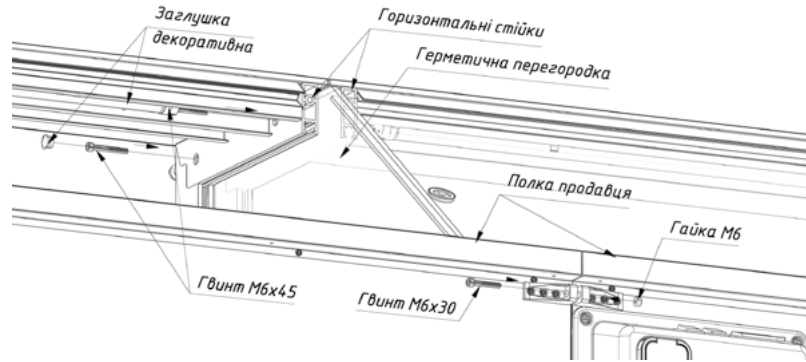 Заглушка
декоративна
Горизонтальні стійки
Герметична перегородка
Полка продавця
Гайка М6
Гвинт М6х45
Гвинт М6х30